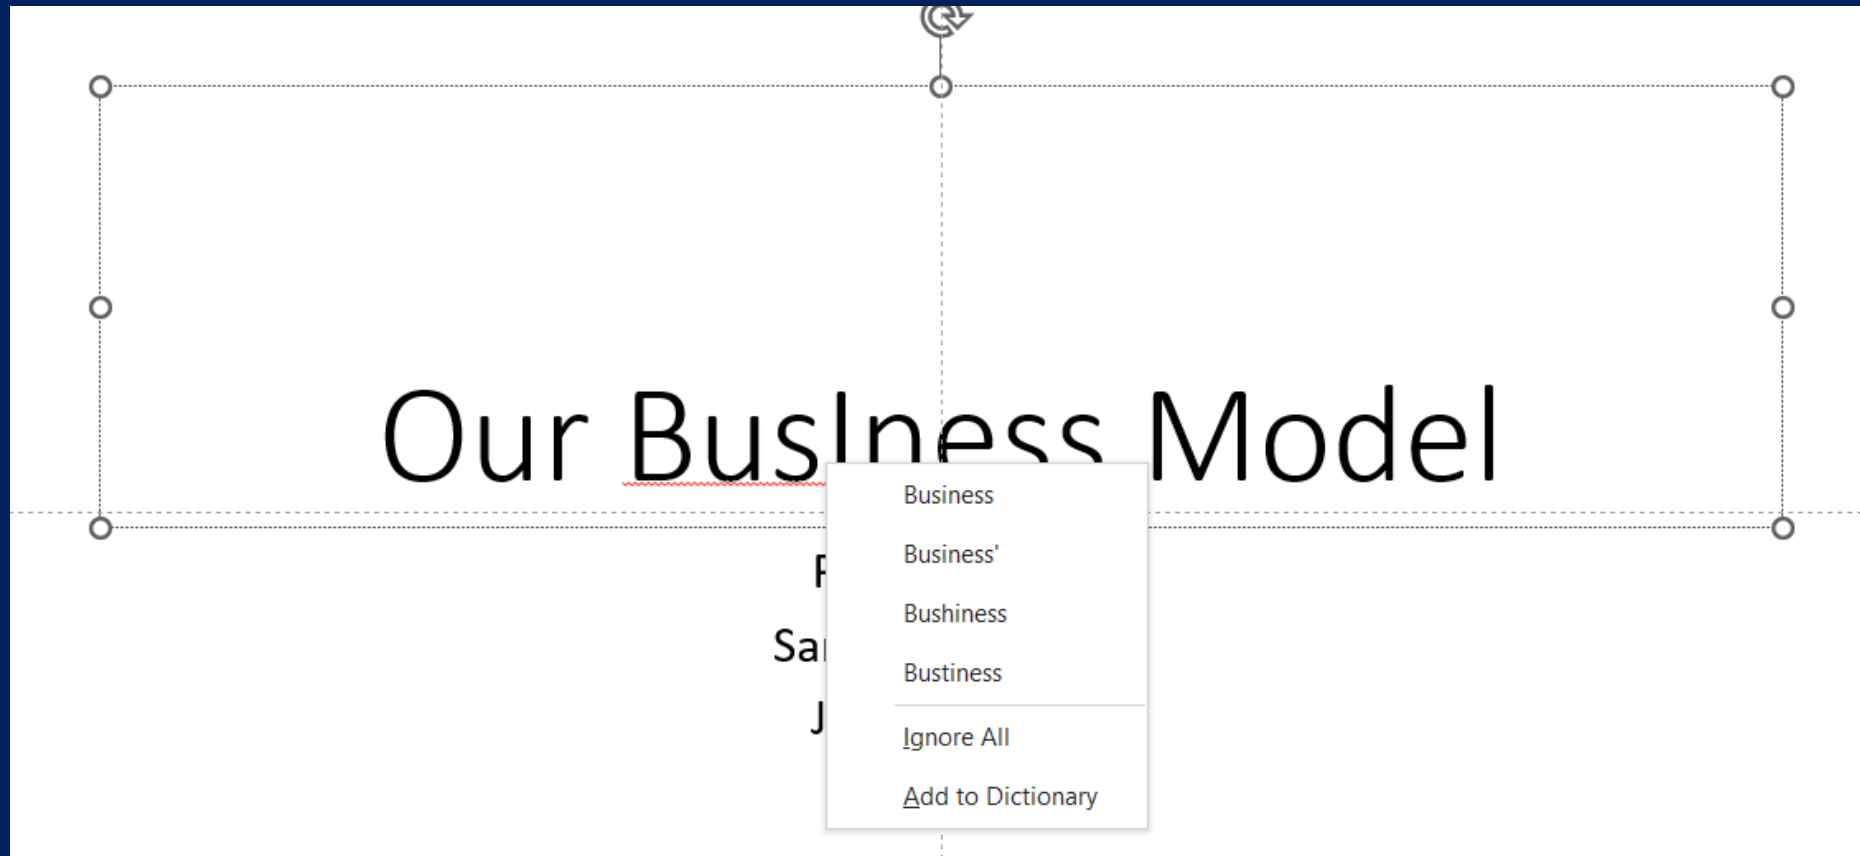 Our BusIness Model
Business
Business'
Bushiness
Bustiness
Ignore All
Add to Dictionary